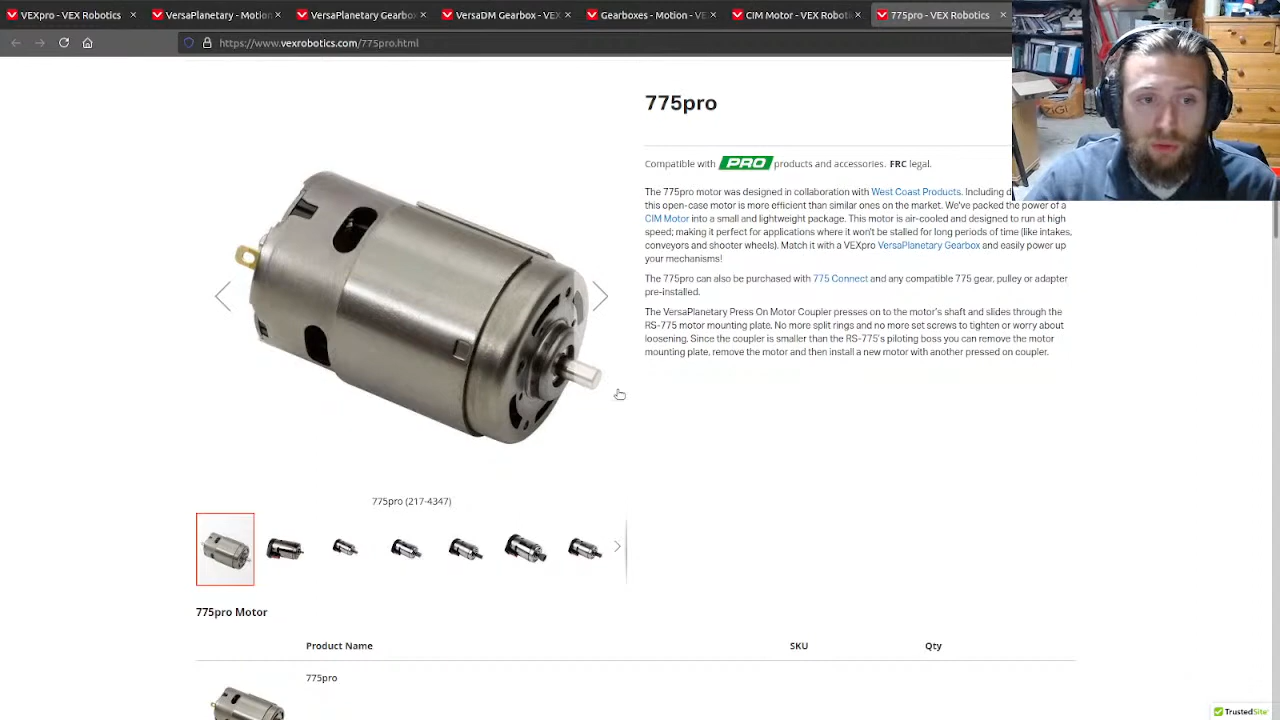 VEXpro - VEX Robotics
VersaPlanetary - Motion
VersaPlanetary Gearbox
VersaDM Gearbox
Gearboxes - Motion - VE
CIM Motor - VEX Robo
775pro - VEX Robo
https://www.vexrobotics.com/775pro.html
775pro
Compatible with PRO products and accessories. FRC legal.
The 775pro motor was designed in collaboration with West Coast Products. Including d
this open-case motor is more efficient than similar ones on the market. We've packed the power of a
CIM Motor into a small and lightweight package. This motor is air-cooled and designed to run at high
speed; making it perfect for applications where it won't be stalled for long periods of time (like intakes,
conveyors and shooter wheels). Match it with a VEXpro VersaPlanetary Gearbox and easily power up
your mechanisms!
The 775pro can also be purchased with 775 Connect and any compatible 775 gear, pulley or adapter
pre-installed.
The VersaPlanetary Press On Motor Coupler presses on to the motor's shaft and slides through the
RS-775 motor mounting plate. No more split rings and no more set screws to tighten or worry about
loosening. Since the coupler is smaller than the RS-775's piloting boss you can remove the motor
mounting plate, remove the motor and then install a new motor with another pressed on coupler.
775pro (217-4347)
775pro Motor
Product Name
SKU
Qty
775pro
TrustedSite